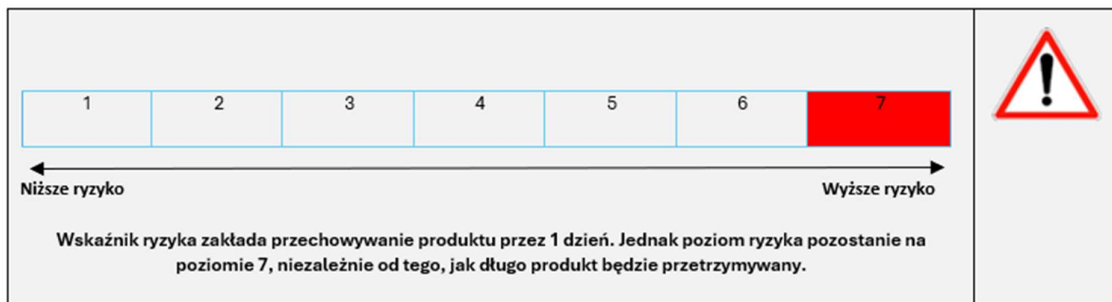 1 2 3 4 5 6 7
Niższe ryzyko Wyższe ryzyko
Wskaźnik ryzyka zakłada przechowywanie produktu przez 1 dzień. Jednak poziom ryzyka pozostanie na
poziomie 7, niezależnie od tego, jak długo produkt będzie przetrzymywany.